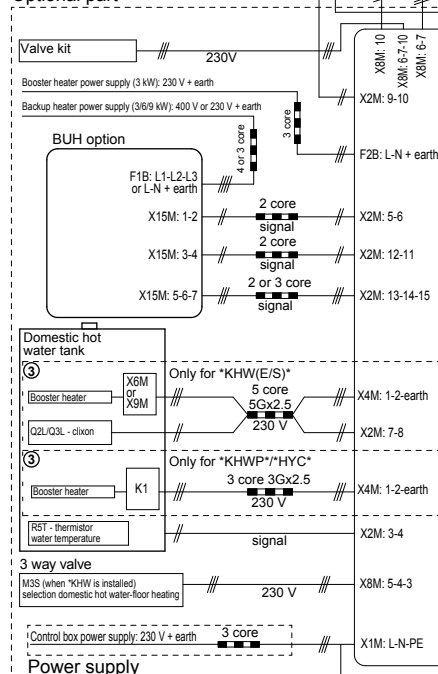 Optional part
Valve kit
230V
X8M: 10
X8M: 6-7-10
X8M: 6-7
Booster heater power supply (3 kW): 230 V + earth
X2M: 9-10
Backup heater power supply (3/6/9 kW): 400 V or 230 V + earth
4 or 3 core
3 core
BUH option
F2B: L-N + earth
F1B: L1-L2-L3
or L-N + earth
X15M: 1-2
2 core
signal
X2M: 5-6
X15M: 3-4
2 core
signal
X2M: 12-11
X15M: 5-6-7
2 or 3 core
signal
X2M: 13-14-15
Domestic hot
water tank
3
Only for *KHW(E/S)*
Booster heater
X6M
or
X9M
5 core
5Gx2.5
230 V
X4M: 1-2-earth
Q2L/Q3L - clixon
X2M: 7-8
3
Only for *KHWP*/*HYC*
Booster heater
K1
3 core 3Gx2.5
230 V
X4M: 1-2-earth
R5T - thermistor
water temperature
signal
X2M: 3-4
3 way valve
M3S (when *KHW is installed)
selection domestic hot water-floor heating
230 V
X8M: 5-4-3
Control box power supply: 230 V + earth
3 core
X1M: L-N-PE
Power supply